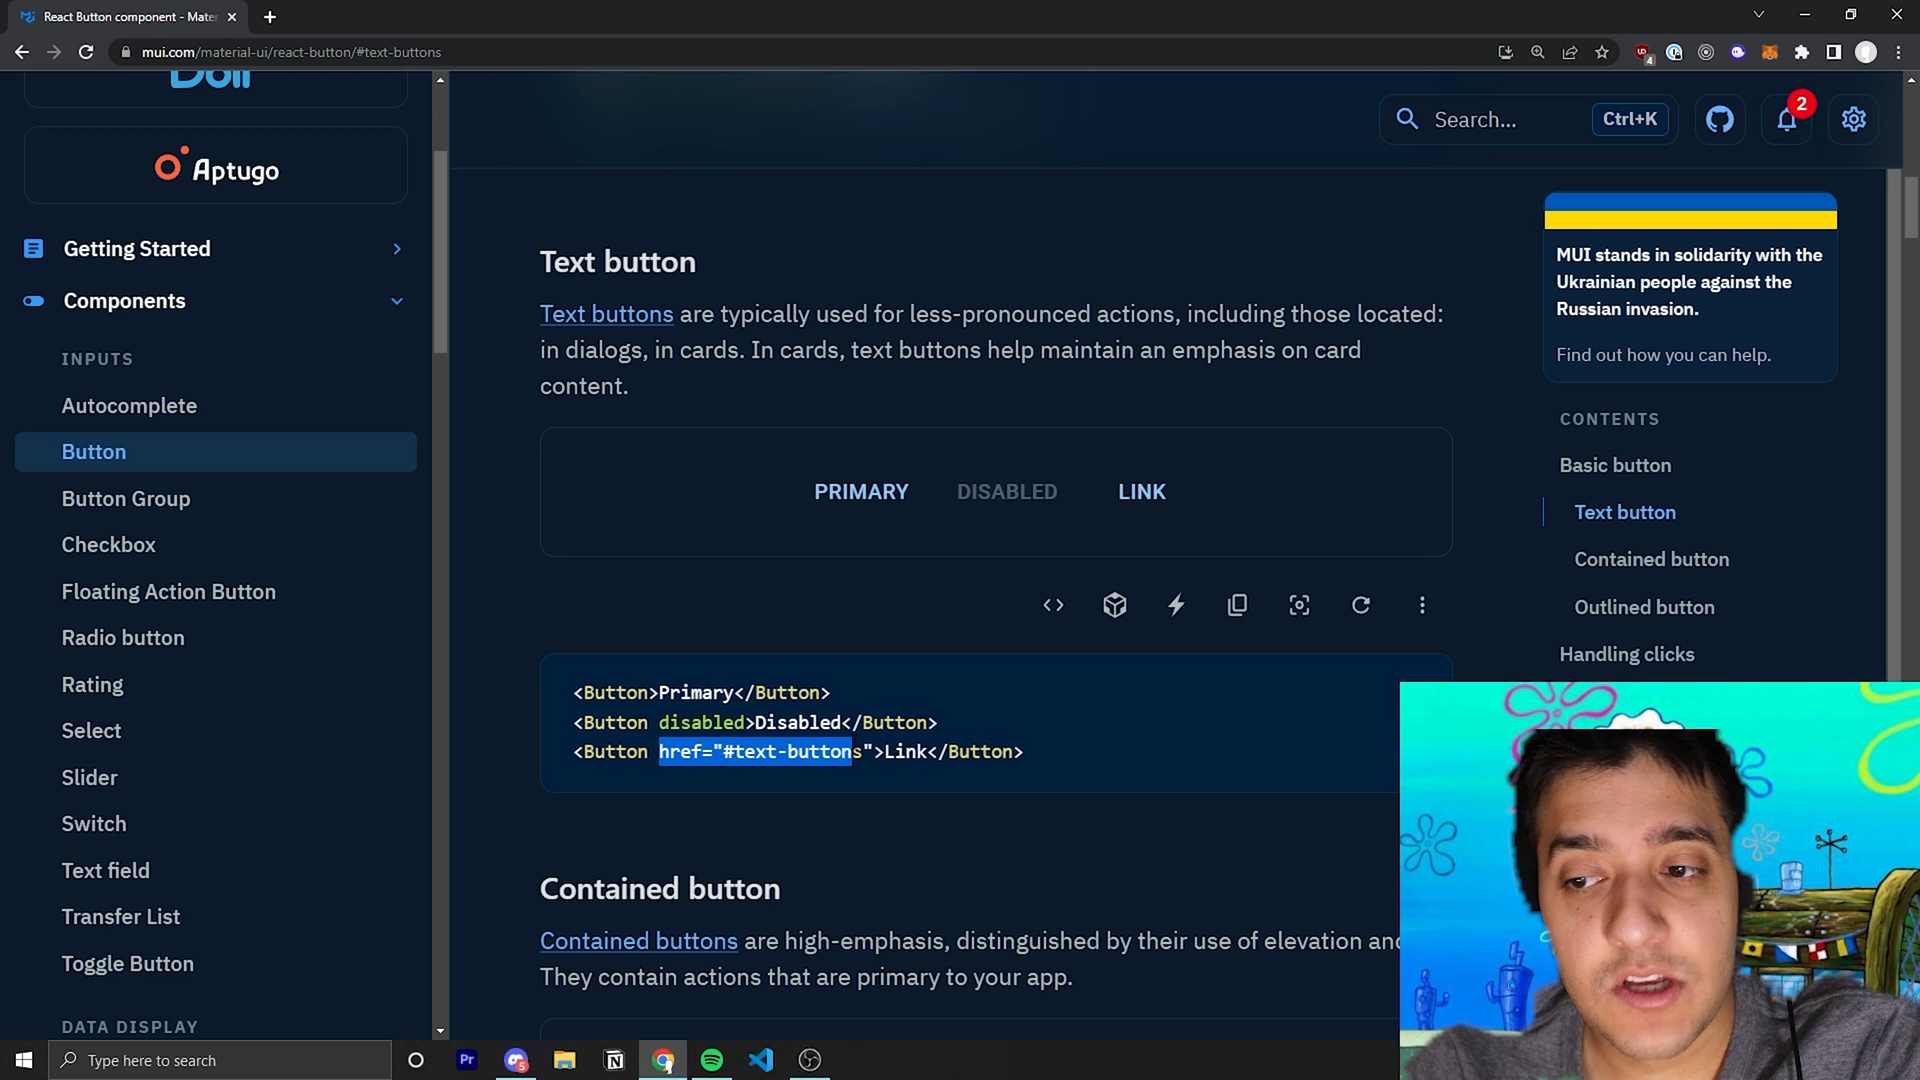 React Button component - Mater
mui.com/material-ui/react-button/#text-buttons
4
Doit
Aptugo
Getting Started
Components
INPUTS
Autocomplete
Button
Button Group
Checkbox
Floating Action Button
Radio button
Rating
Select
Slider
Switch
Text field
Transfer List
Toggle Button
DATA DISPLAY
Search...
Ctrl+K
2
Text button
Text buttons are typically used for less-pronounced actions, including those located:
in dialogs, in cards. In cards, text buttons help maintain an emphasis on card
content.
PRIMARY
DISABLED
LINK
<Button>Primary</Button>
<Button disabled>Disabled</Button>
<Button href="#text-buttons">Link</Button>
Contained button
Contained buttons are high-emphasis, distinguished by their use of elevation and
They contain actions that are primary to your app.
MUI stands in solidarity with the
Ukrainian people against the
Russian invasion.
Find out how you can help.
CONTENTS
Basic button
Text button
Contained button
Outlined button
Handling clicks
Type here to search
Pr
5
N